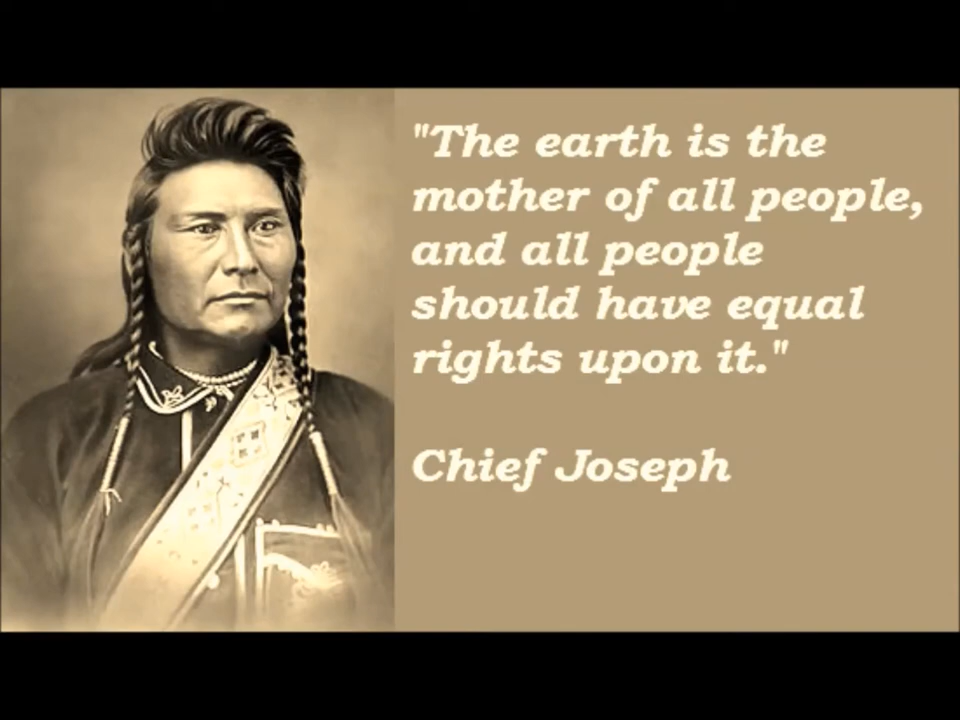 "The earth is the
mother of all people,
and all people
should have equal
rights upon it."
Chief Joseph